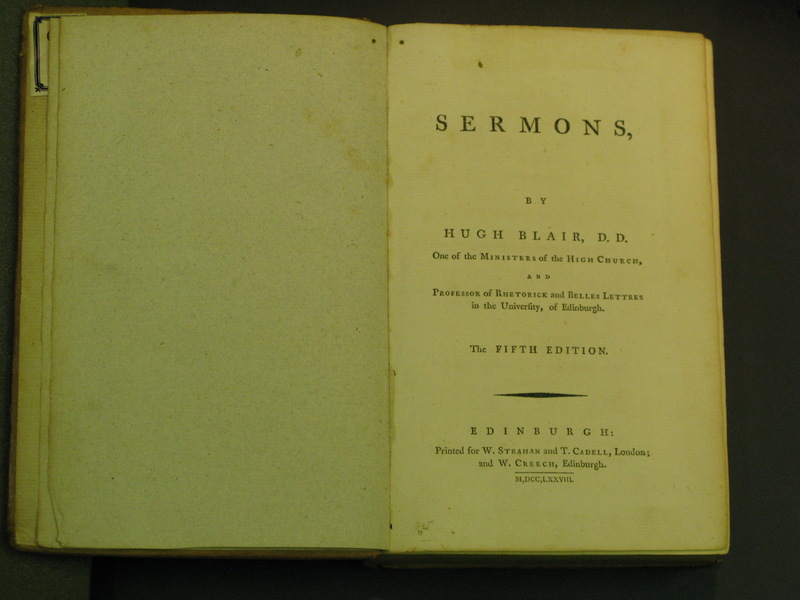 SERMONS,
BY
HUGH BLAIR, D. D.
One of the MINISTERS of the HIGH CHURCH,
AND
PROFESSOR of RHETORICK and BELLES LETTRES
in the Univerſity, of Edinburgh.
The FIFTH EDITION.
EDINBURGH:
Printed for W. STRAHAN and T. CADELL, London;
and W. CREECH, Edinburgh.
M,DCC,LXXVIII.